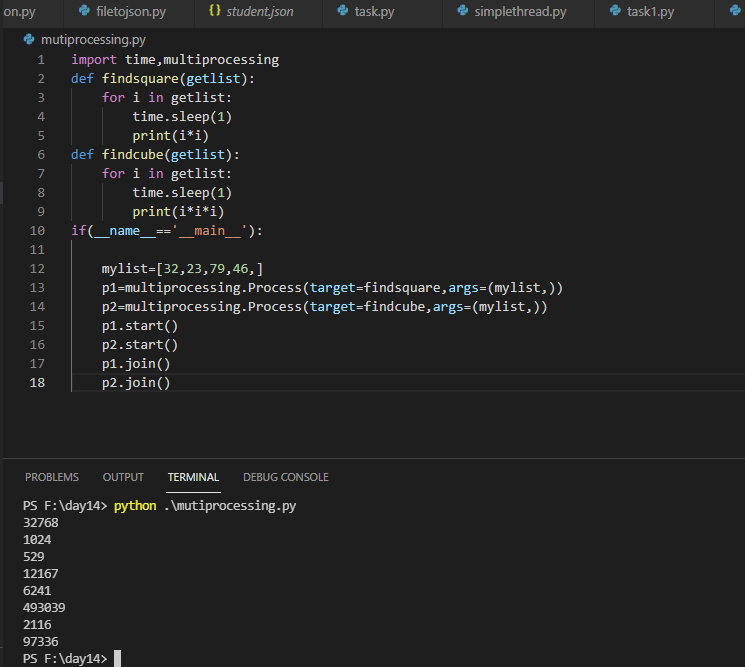 on.py filetojson.py {} student.json task.py simplethread.py task1.py
mutiprocessing.py
1 import time,multiprocessing
2 def findsquare(getlist):
3 for i in getlist:
4 time.sleep(1)
5 print(i*i)
6 def findcube(getlist):
7 for i in getlist:
8 time.sleep(1)
9 print(i*i*i)
10 if(__name__=='__main__'):
11
12 mylist=[32,23,79,46,]
13 p1=multiprocessing.Process(target=findsquare,args=(mylist,))
14 p2=multiprocessing.Process(target=findcube,args=(mylist,))
15 p1.start()
16 p2.start()
17 p1.join()
18 p2.join()
PROBLEMS OUTPUT TERMINAL DEBUG CONSOLE
PS F:\day14> python .\mutiprocessing.py
32768
1024
529
12167
6241
493039
2116
97336
PS F:\day14>